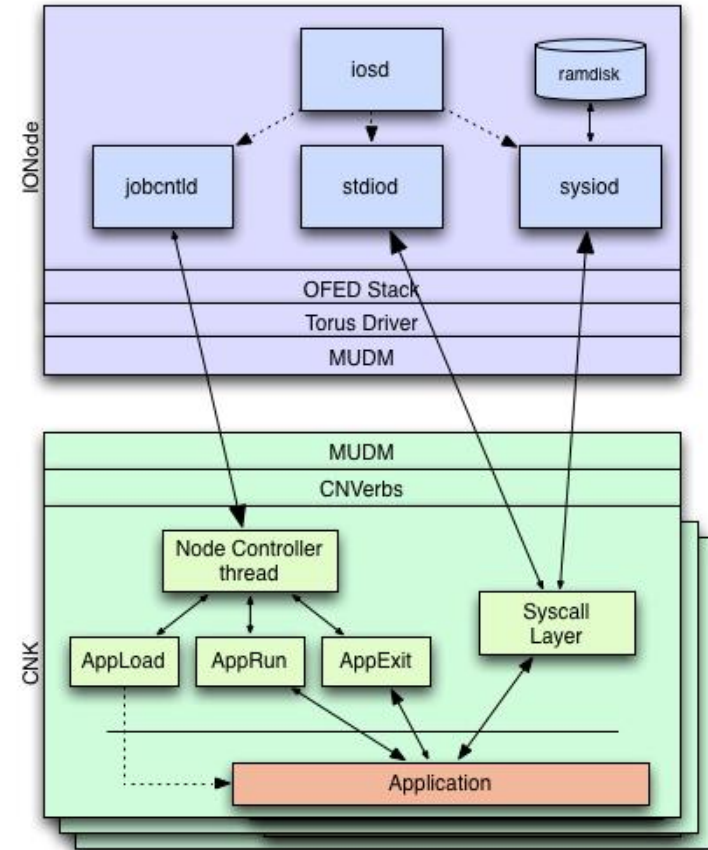 iosd
ramdisk
IONode
jobcntld
stdiod
sysiod
OFED Stack
Torus Driver
MUDM
MUDM
CNVerbs
Node Controller
thread
Syscall
Layer
CNK
AppLoad
AppRun
AppExit
Application